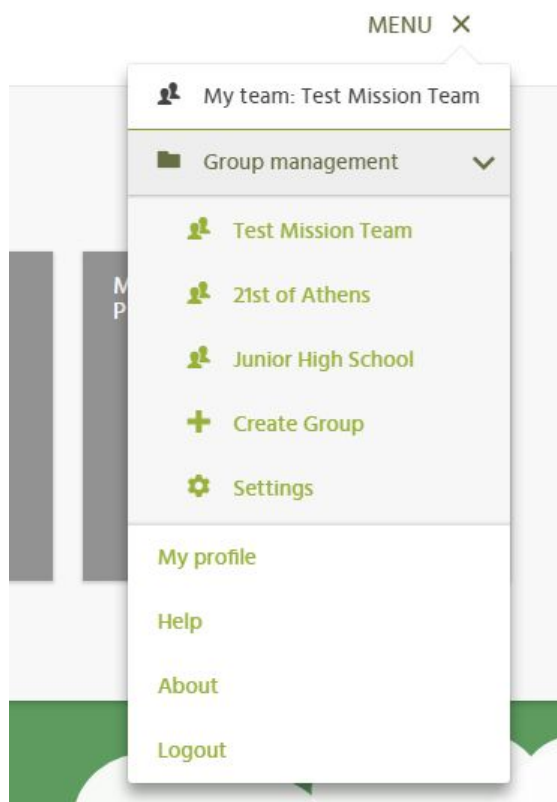 MENU
My team: Test Mission Team
Group management
M
P
Test Mission Team
21st of Athens
Junior High School
Create Group
Settings
My profile
Help
About
Logout